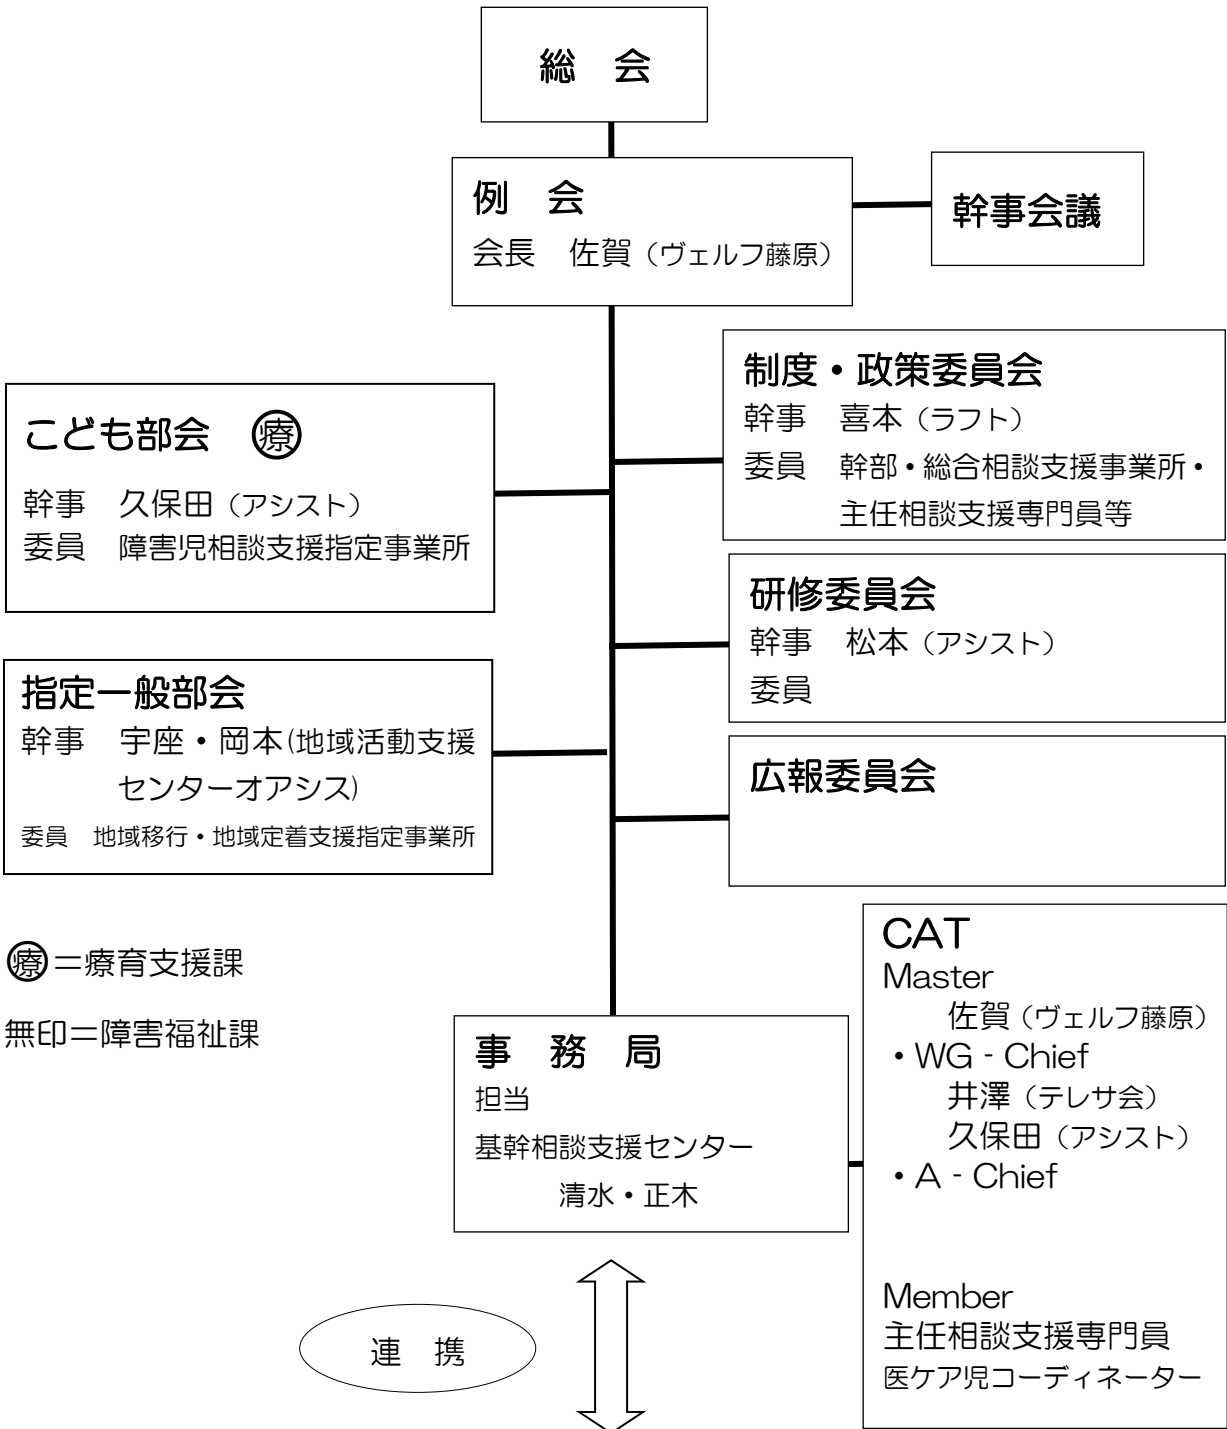 総　会
例　会
会長　佐賀（ヴェルフ藤原）
幹事会議
制度・政策委員会
幹事　喜本（ラフト）
委員　幹部・総合相談支援事業所・
主任相談支援専門員等
こども部会　㊩
幹事　久保田（アシスト）
委員　障害児相談支援指定事業所
研修委員会
幹事　松本（アシスト）
委員
指定一般部会
幹事　宇座・岡本(地域活動支援
センターオアシス)
委員　地域移行・地域定着支援指定事業所
広報委員会
療＝療育支援課
無印＝障害福祉課
事　務　局
担当
基幹相談支援センター
清水・正木
CAT
Master
佐賀（ヴェルフ藤原）
・WG - Chief
井澤（テレサ会）
久保田（アシスト）
・A - Chief
Member
主任相談支援専門員
医ケア児コーディネーター
連　携